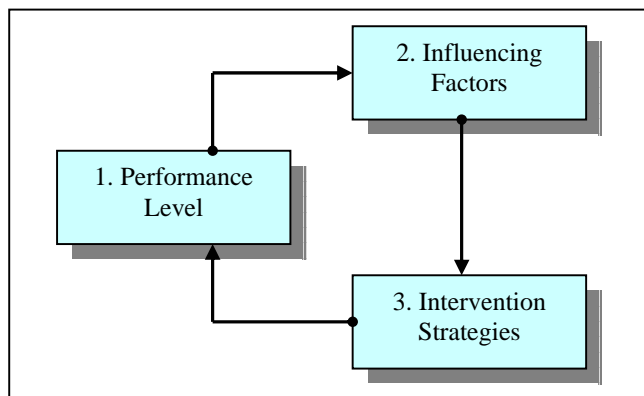 1. Performance
Level
2. Influencing
Factors
3. Intervention
Strategies